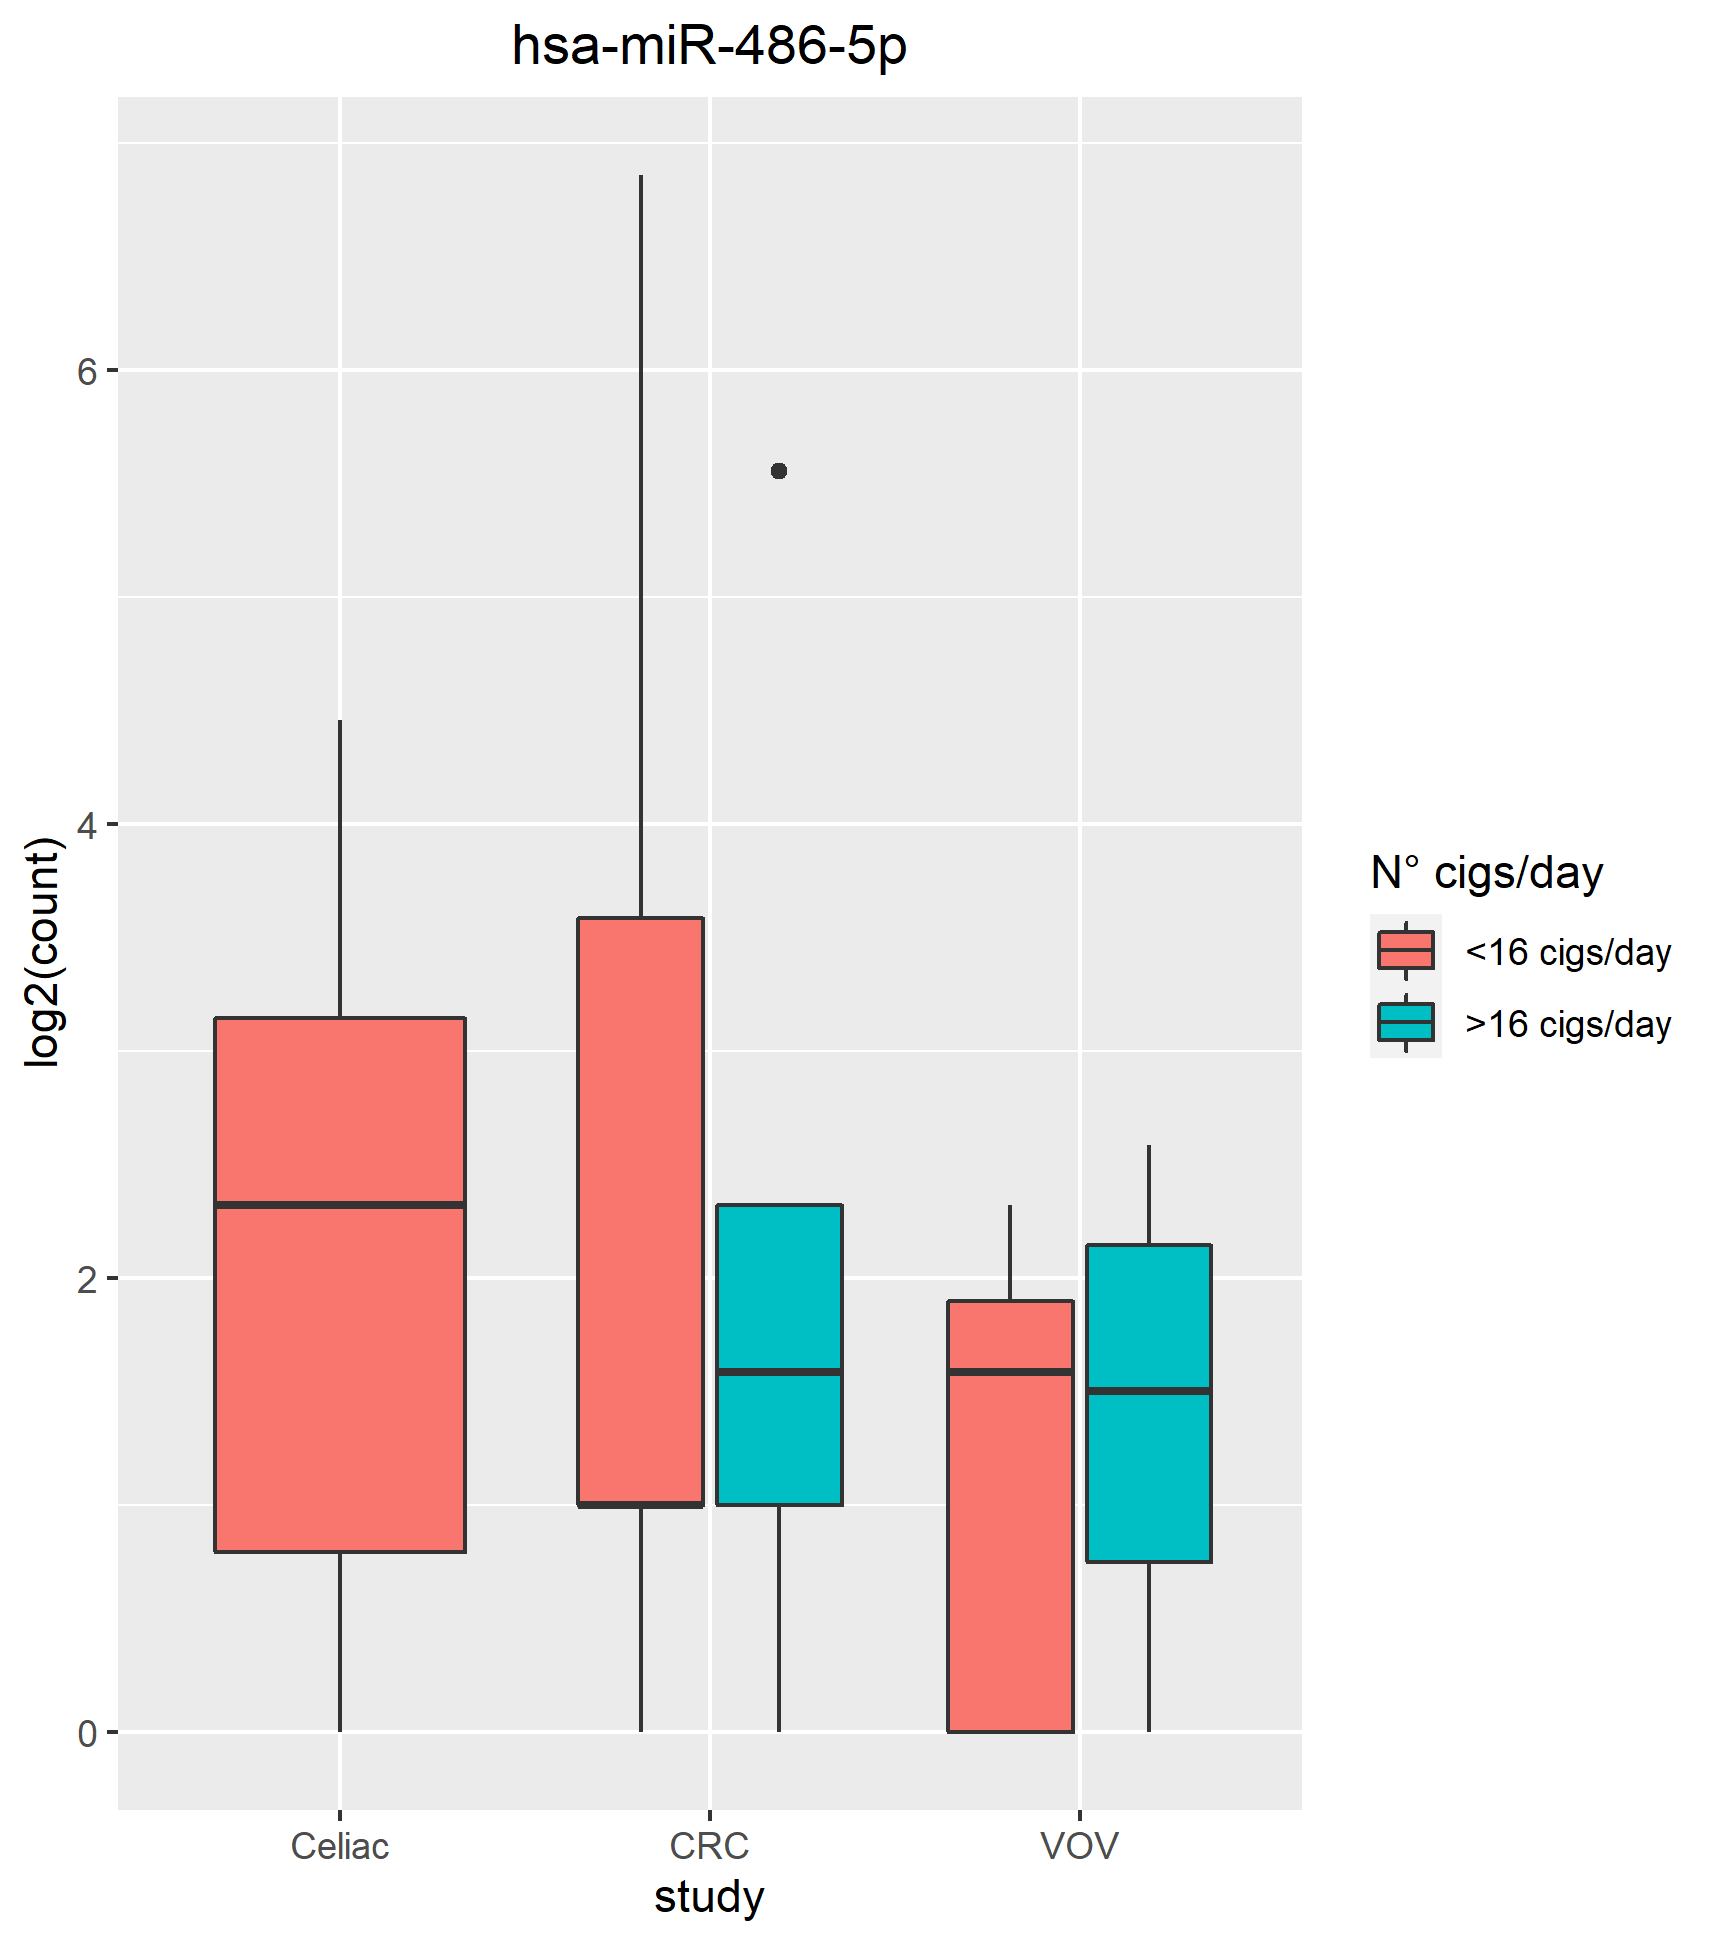 hsa-miR-486-5p
log2(count)
6
4
2
0
Celiac
CRC
VOV
study
N° cigs/day
<16 cigs/day
>16 cigs/day